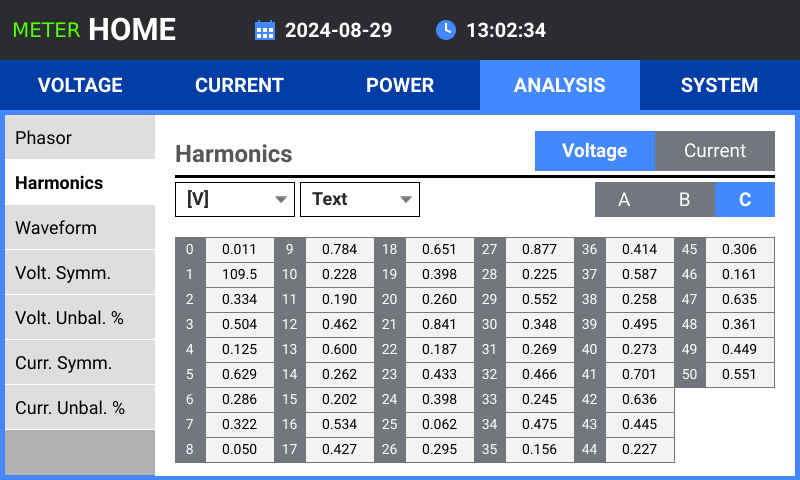 METER HOME 2024-08-29 13:02:34
VOLTAGE CURRENT POWER ANALYSIS SYSTEM
Phasor
Harmonics
Waveform
Volt. Symm.
Volt. Unbal. %
Curr. Symm.
Curr. Unbal. %
Harmonics Voltage Current
[V] Text A B C
0 0.011 9 0.784 18 0.651 27 0.877 36 0.414 45 0.306
1 109.5 10 0.228 19 0.398 28 0.225 37 0.587 46 0.161
2 0.334 11 0.190 20 0.260 29 0.552 38 0.258 47 0.635
3 0.504 12 0.462 21 0.841 30 0.348 39 0.495 48 0.361
4 0.125 13 0.600 22 0.187 31 0.269 40 0.273 49 0.449
5 0.629 14 0.262 23 0.433 32 0.466 41 0.701 50 0.551
6 0.286 15 0.202 24 0.398 33 0.245 42 0.636
7 0.322 16 0.534 25 0.062 34 0.475 43 0.445
8 0.050 17 0.427 26 0.295 35 0.156 44 0.227